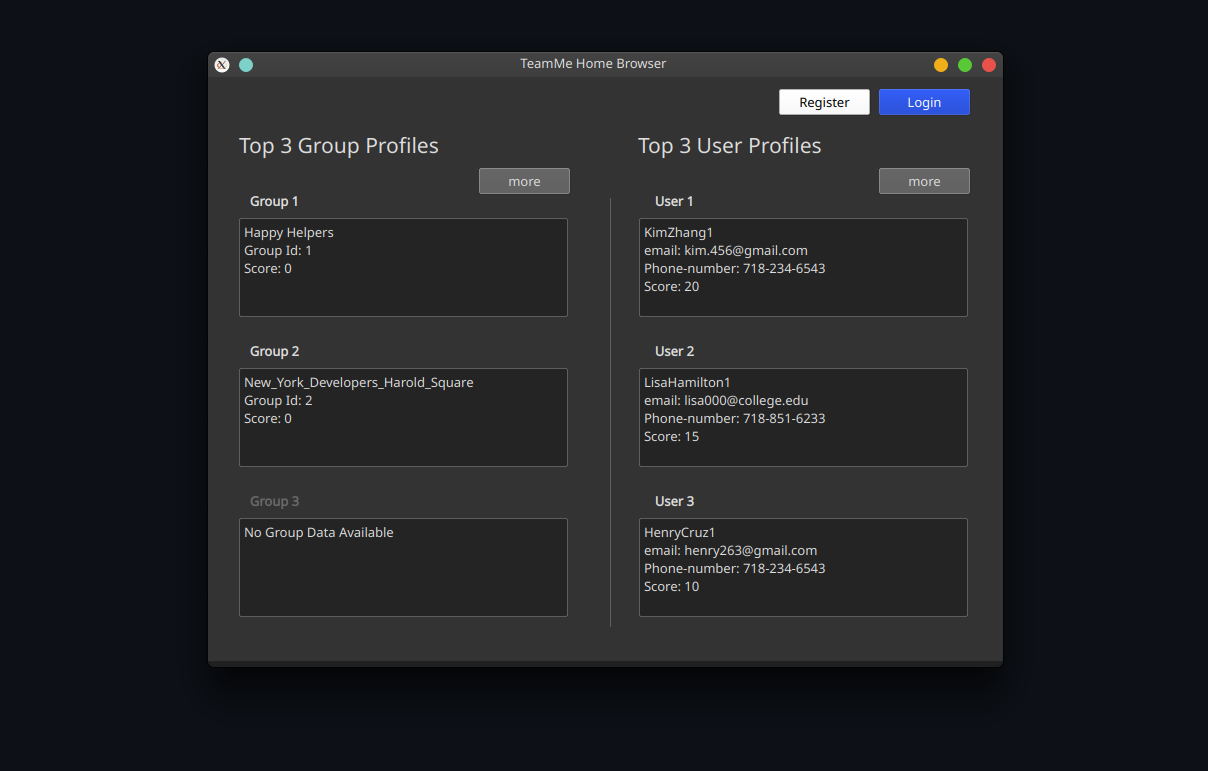 TeamMe Home Browser
Register
Login
Top 3 Group Profiles
more
Group 1
Happy Helpers
Group Id: 1
Score: 0
Group 2
New_York_Developers_Harold_Square
Group Id: 2
Score: 0
Group 3
No Group Data Available
Top 3 User Profiles
more
User 1
KimZhang1
email: kim.456@gmail.com
Phone-number: 718-234-6543
Score: 20
User 2
LisaHamilton1
email: lisa000@college.edu
Phone-number: 718-851-6233
Score: 15
User 3
HenryCruz1
email: henry263@gmail.com
Phone-number: 718-234-6543
Score: 10